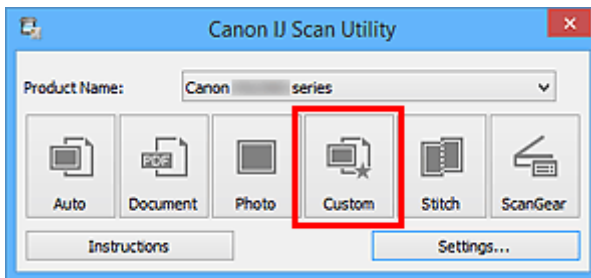 Canon IJ Scan Utility
Product Name: Canon series
PDF
Auto Document Photo Custom Stitch ScanGear
Instructions Settings...